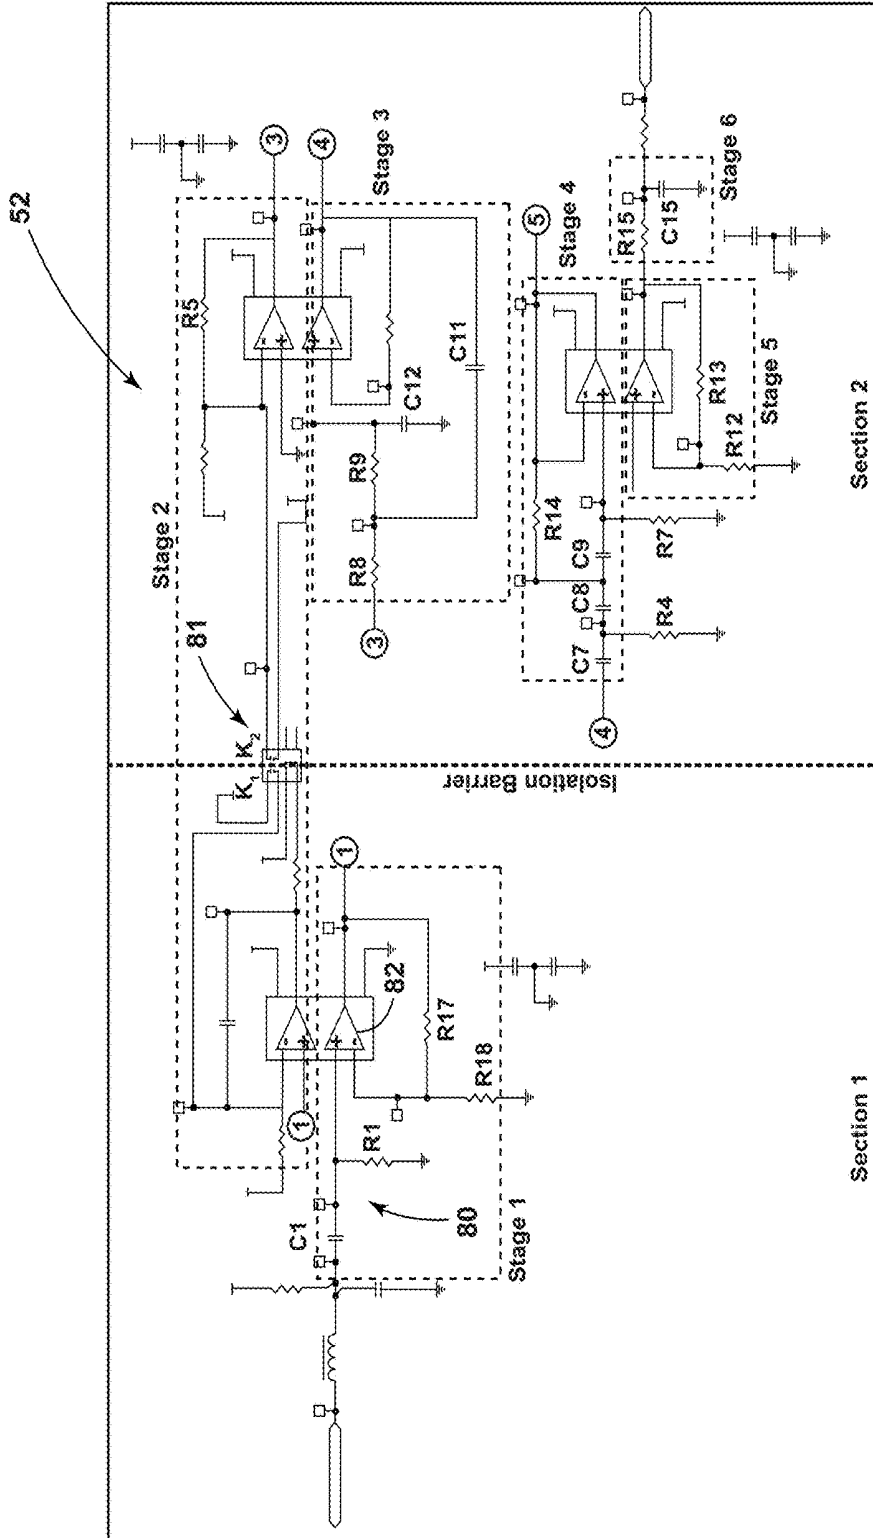 52
Stage 2
81
K1
K2
R5
3
4
Stage 3
R8
R9
C12
C11
3
1
1
82
R17
R18
R1
C1
80
Stage 1
Isolation Barrier
Stage 4
5
R14
C7
C8
C9
R4
R7
4
R15
C15
Stage 6
R13
R12
Stage 5
Section 1
Section 2